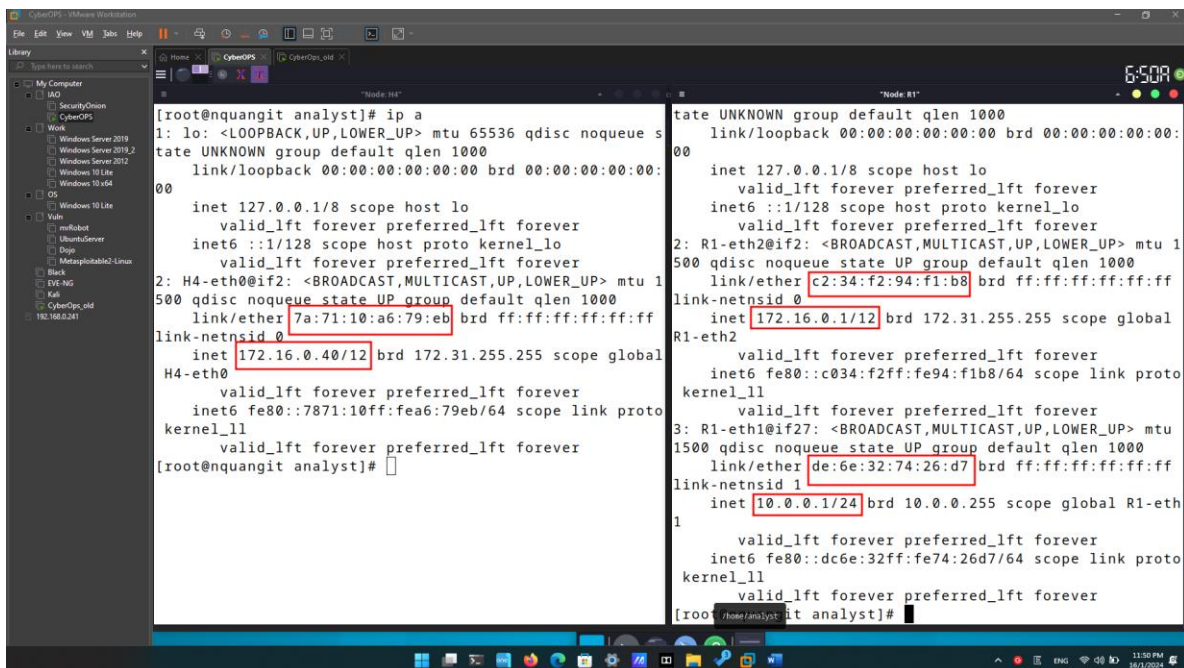 CyberOPS - VMware Workstation
File Edit View VM Tabs Help
Library
Type here to search
My Computer
IAO
SecurityOnion
CyberOPS
Work
Windows Server 2019
Windows Server 2019_2
Windows Server 2012
Windows 10 Lite
Windows 10 x64
OS
Windows 10 Lite
Vuln
mrRobot
UbuntuServer
Dojo
Metasploitable2-Linux
Black
EVE-NG
Kali
CyberOps_old
192.168.0.241
Home CyberOPS CyberOps_old
6:50A
"Node: H4"
[root@nquangit analyst]# ip a
1: lo: <LOOPBACK,UP,LOWER_UP> mtu 65536 qdisc noqueue s
tate UNKNOWN group default qlen 1000
link/loopback 00:00:00:00:00:00 brd 00:00:00:00:00:
00
inet 127.0.0.1/8 scope host lo
valid_lft forever preferred_lft forever
inet6 ::1/128 scope host proto kernel_lo
valid_lft forever preferred_lft forever
2: H4-eth0@if2: <BROADCAST,MULTICAST,UP,LOWER_UP> mtu 1
500 qdisc noqueue state UP group default qlen 1000
link/ether 7a:71:10:a6:79:eb brd ff:ff:ff:ff:ff:ff
link-netnsid 0
inet 172.16.0.40/12 brd 172.31.255.255 scope global
H4-eth0
valid_lft forever preferred_lft forever
inet6 fe80::7871:10ff:fea6:79eb/64 scope link proto
kernel_ll
valid_lft forever preferred_lft forever
[root@nquangit analyst]#
"Node: R1"
tate UNKNOWN group default qlen 1000
link/loopback 00:00:00:00:00:00 brd 00:00:00:00:00:
00
inet 127.0.0.1/8 scope host lo
valid_lft forever preferred_lft forever
inet6 ::1/128 scope host proto kernel_lo
valid_lft forever preferred_lft forever
2: R1-eth2@if2: <BROADCAST,MULTICAST,UP,LOWER_UP> mtu 1
500 qdisc noqueue state UP group default qlen 1000
link/ether c2:34:f2:94:f1:b8 brd ff:ff:ff:ff:ff:ff
link-netnsid 0
inet 172.16.0.1/12 brd 172.31.255.255 scope global
R1-eth2
valid_lft forever preferred_lft forever
inet6 fe80::c034:f2ff:fe94:f1b8/64 scope link proto
kernel_ll
valid_lft forever preferred_lft forever
3: R1-eth1@if27: <BROADCAST,MULTICAST,UP,LOWER_UP> mtu
1500 qdisc noqueue state UP group default qlen 1000
link/ether de:6e:32:74:26:d7 brd ff:ff:ff:ff:ff:ff
link-netnsid 1
inet 10.0.0.1/24 brd 10.0.0.255 scope global R1-eth
1
valid_lft forever preferred_lft forever
inet6 fe80::dc6e:32ff:fe74:26d7/64 scope link proto
kernel_ll
valid_lft forever preferred_lft forever
[root it analyst]#
/home/analyst
ENG
11:50 PM
16/1/2024